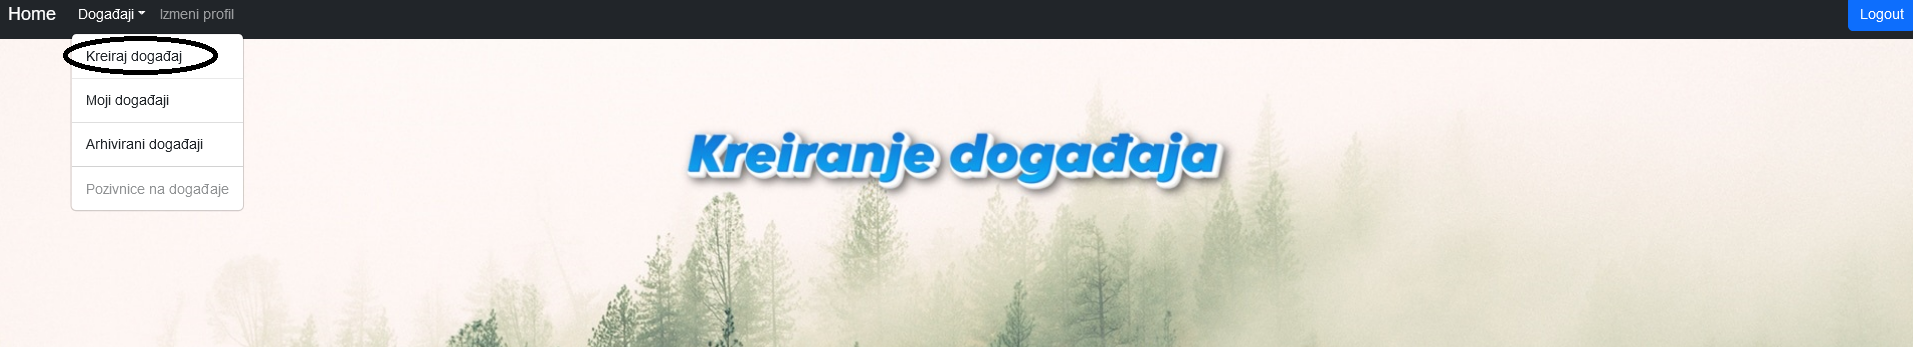 Home Događaji Izmeni profil Logout
Kreiraj događaj
Moji događaji
Arhivirani događaji
Pozivnice na događaje
Kreiranje događaja